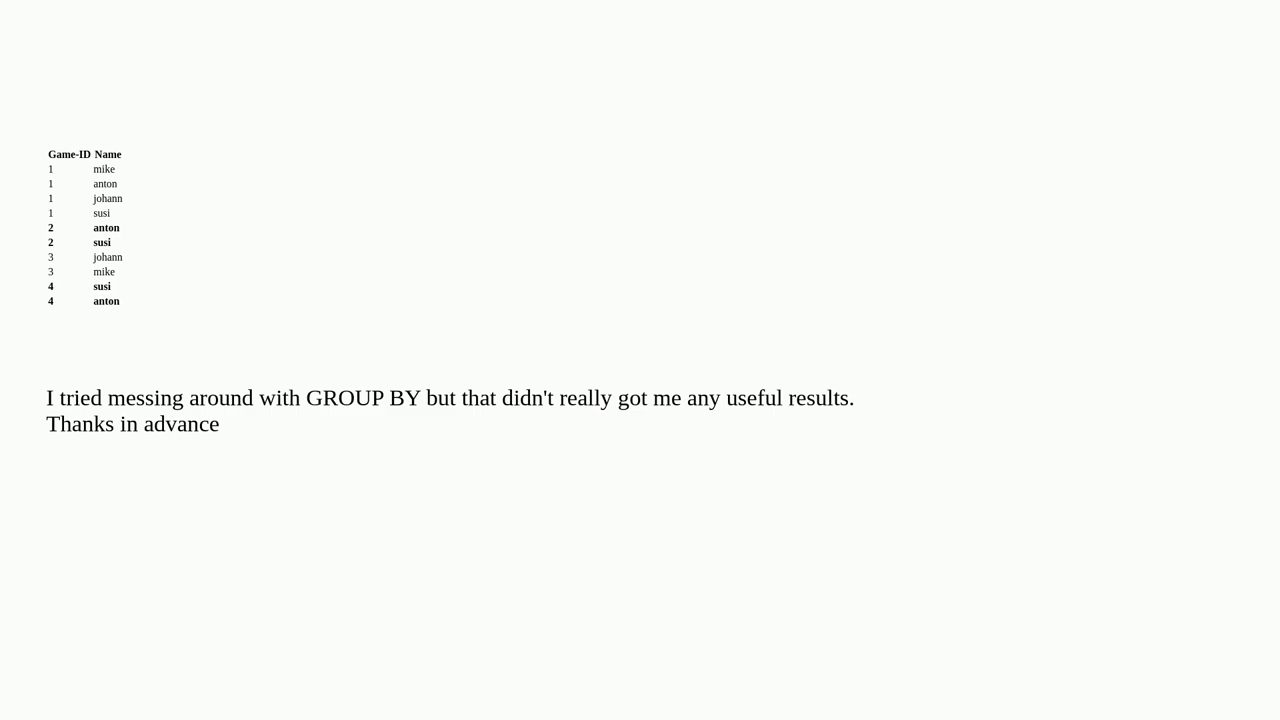 Game-ID Name
1 mike
1 anton
1 johann
1 susi
2 anton
2 susi
3 johann
3 mike
4 susi
4 anton
I tried messing around with GROUP BY but that didn't really got me any useful results.
Thanks in advance